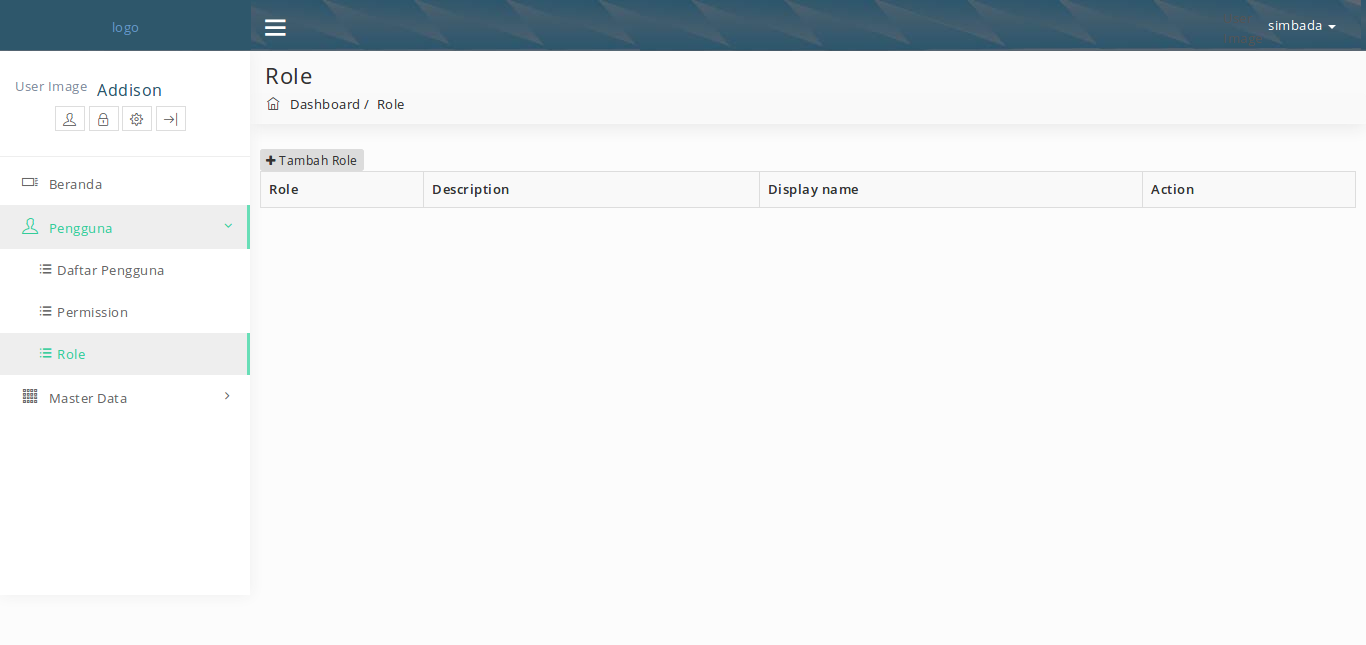 logo
simbada
User Image Addison
Role
Dashboard / Role
Tambah Role
Role Description Display name Action
Beranda
Pengguna
Daftar Pengguna
Permission
Role
Master Data